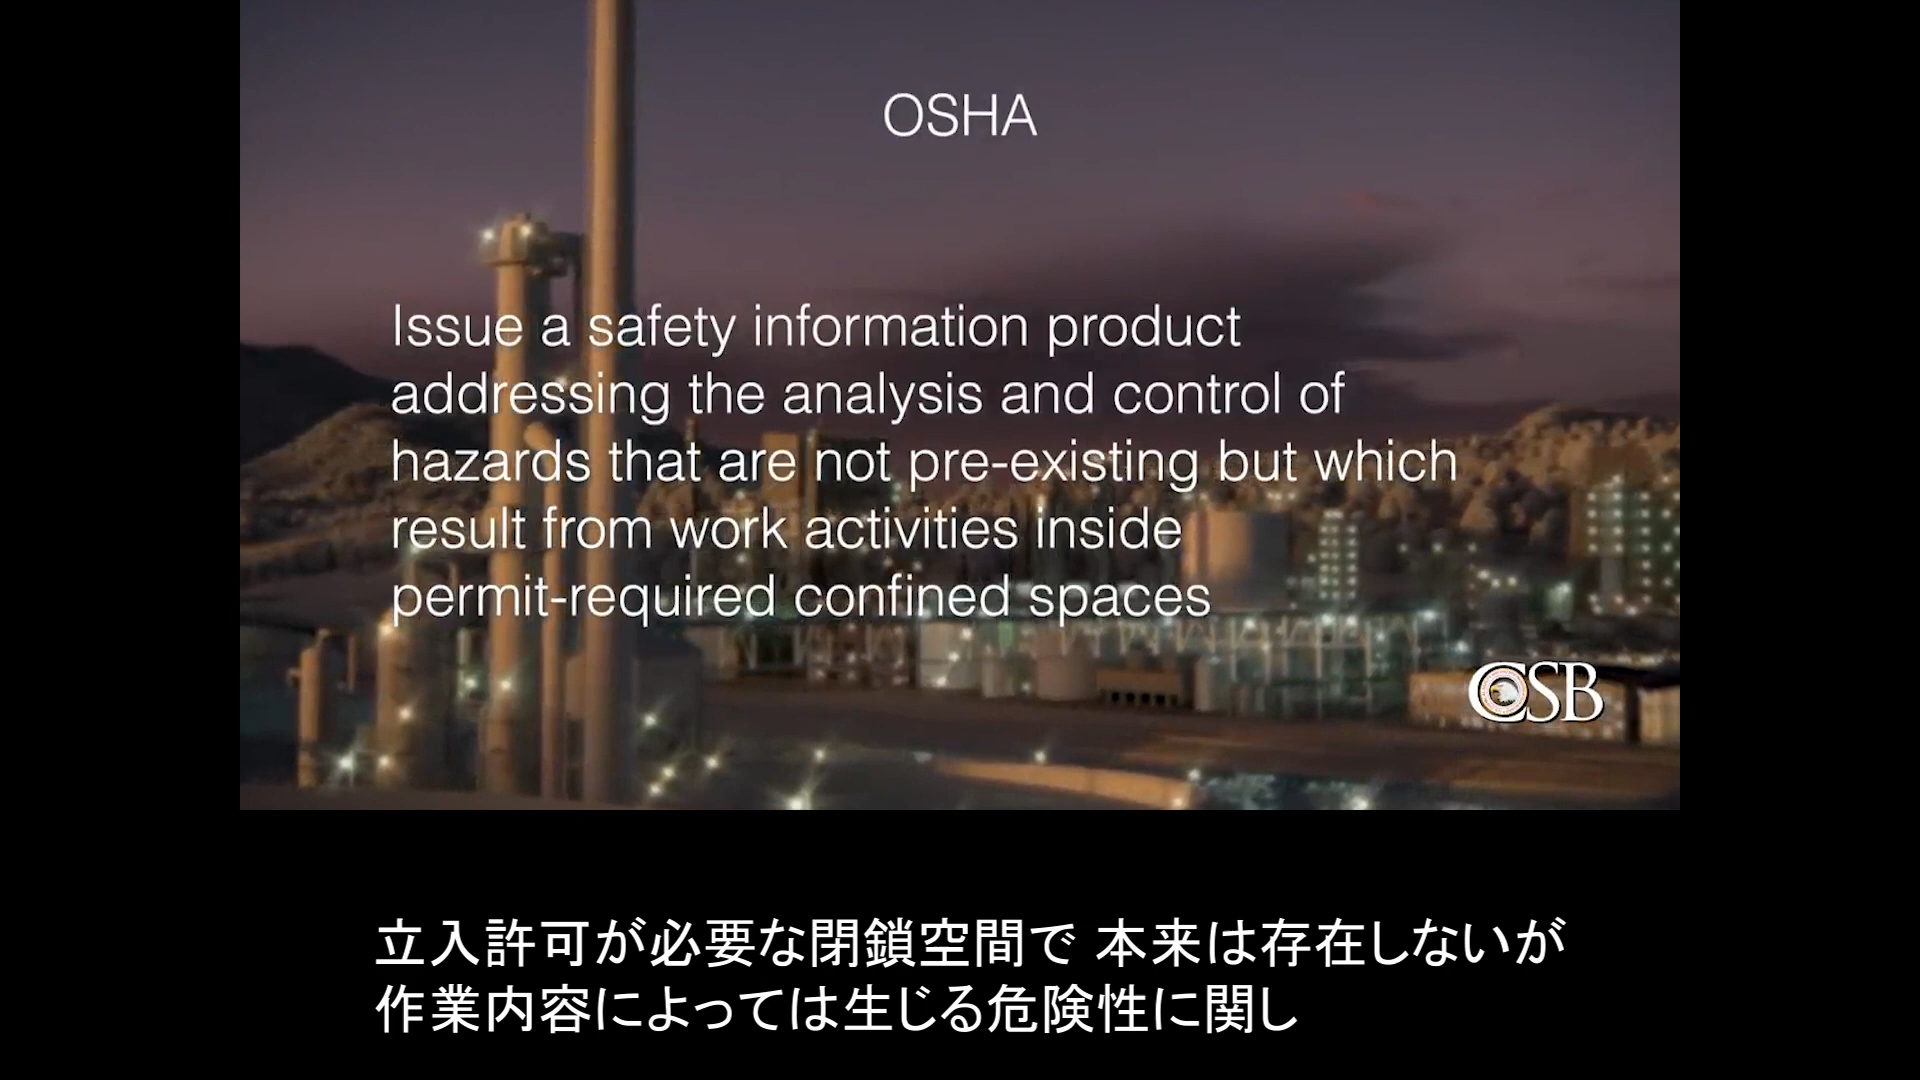 OSHA
Issue a safety information product
addressing the analysis and control of
hazards that are not pre-existing but which
result from work activities inside
permit-required confined spaces
CSB
立入許可が必要な閉鎖空間で 本来は存在しないが
作業内容によっては生じる危険性に関し